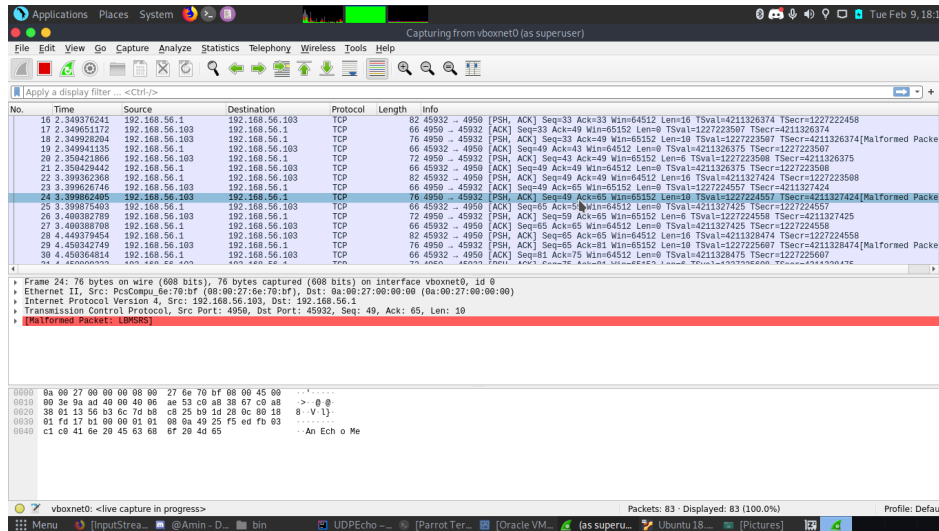 Applications Places System Tue Feb 9, 18:1
Capturing from vboxnet0 (as superuser)
File Edit View Go Capture Analyze Statistics Telephony Wireless Tools Help
Apply a display filter ... <Ctrl-/>
No. Time Source Destination Protocol Length Info
16 2.349376241 192.168.56.1 192.168.56.103 TCP 82 45932 → 4950 [PSH, ACK] Seq=33 Ack=33 Win=64512 Len=16 TSval=4211326374 TSecr=1227222458
17 2.349651172 192.168.56.103 192.168.56.1 TCP 66 4950 → 45932 [ACK] Seq=33 Ack=49 Win=65152 Len=0 TSval=1227223507 TSecr=4211326374
18 2.349928204 192.168.56.103 192.168.56.1 TCP 76 4950 → 45932 [PSH, ACK] Seq=33 Ack=49 Win=65152 Len=10 TSval=1227223507 TSecr=4211326374[Malformed Packe
19 2.349941135 192.168.56.1 192.168.56.103 TCP 66 45932 → 4950 [ACK] Seq=49 Ack=43 Win=64512 Len=0 TSval=4211326375 TSecr=1227223507
20 2.350421866 192.168.56.103 192.168.56.1 TCP 72 4950 → 45932 [PSH, ACK] Seq=43 Ack=49 Win=65152 Len=6 TSval=1227223508 TSecr=4211326375
21 2.350429442 192.168.56.1 192.168.56.103 TCP 66 45932 → 4950 [ACK] Seq=49 Ack=49 Win=64512 Len=0 TSval=4211326375 TSecr=1227223508
22 3.399362368 192.168.56.1 192.168.56.103 TCP 82 45932 → 4950 [PSH, ACK] Seq=49 Ack=49 Win=64512 Len=16 TSval=4211327424 TSecr=1227223508
23 3.399626746 192.168.56.103 192.168.56.1 TCP 66 4950 → 45932 [ACK] Seq=49 Ack=65 Win=65152 Len=0 TSval=1227224557 TSecr=4211327424
24 3.399862405 192.168.56.103 192.168.56.1 TCP 76 4950 → 45932 [PSH, ACK] Seq=49 Ack=65 Win=65152 Len=10 TSval=1227224557 TSecr=4211327424[Malformed Packe
25 3.399875403 192.168.56.1 192.168.56.103 TCP 66 45932 → 4950 [ACK] Seq=65 Win=64512 Len=0 TSval=4211327425 TSecr=1227224557
26 3.400382789 192.168.56.103 192.168.56.1 TCP 72 4950 → 45932 [PSH, ACK] Seq=59 Ack=65 Win=65152 Len=6 TSval=1227224558 TSecr=4211327425
27 3.400388708 192.168.56.1 192.168.56.103 TCP 66 45932 → 4950 [ACK] Seq=65 Ack=65 Win=64512 Len=0 TSval=4211327425 TSecr=1227224558
28 4.449379454 192.168.56.1 192.168.56.103 TCP 82 45932 → 4950 [PSH, ACK] Seq=65 Ack=65 Win=64512 Len=16 TSval=4211328474 TSecr=1227224558
29 4.450342749 192.168.56.103 192.168.56.1 TCP 76 4950 → 45932 [PSH, ACK] Seq=65 Ack=81 Win=65152 Len=10 TSval=1227225607 TSecr=4211328474[Malformed Packe
30 4.450364814 192.168.56.1 192.168.56.103 TCP 66 45932 → 4950 [ACK] Seq=81 Ack=75 Win=64512 Len=0 TSval=4211328475 TSecr=1227225607
Frame 24: 76 bytes on wire (608 bits), 76 bytes captured (608 bits) on interface vboxnet0, id 0
Ethernet II, Src: PcsCompu_6e:70:bf (08:00:27:6e:70:bf), Dst: 0a:00:27:00:00:00 (0a:00:27:00:00:00)
Internet Protocol Version 4, Src: 192.168.56.103, Dst: 192.168.56.1
Transmission Control Protocol, Src Port: 4950, Dst Port: 45932, Seq: 49, Ack: 65, Len: 10
[Malformed Packet: LBMSRS]
0000 0a 00 27 00 00 00 08 00 27 6e 70 bf 08 00 45 00 ··'·····
0010 00 3e 9a ad 40 00 40 06 ae 53 c0 a8 38 67 c0 a8 ·>··@·@·
0020 38 01 13 56 b3 6c 7d b8 c8 25 b9 1d 28 0c 80 18 8··V·l}·
0030 01 fd 17 b1 00 00 01 01 08 0a 49 25 f5 ed fb 03 ········
0040 c1 c0 41 6e 20 45 63 68 6f 20 4d 65 ··An Ech o Me
vboxnet0: <live capture in progress> Packets: 83 · Displayed: 83 (100.0%) Profile: Defau
Menu [InputStrea... @Amin - D... bin UDPEcho – ... [Parrot Ter... [Oracle VM... (as superu... Ubuntu 18.... [Pictures]